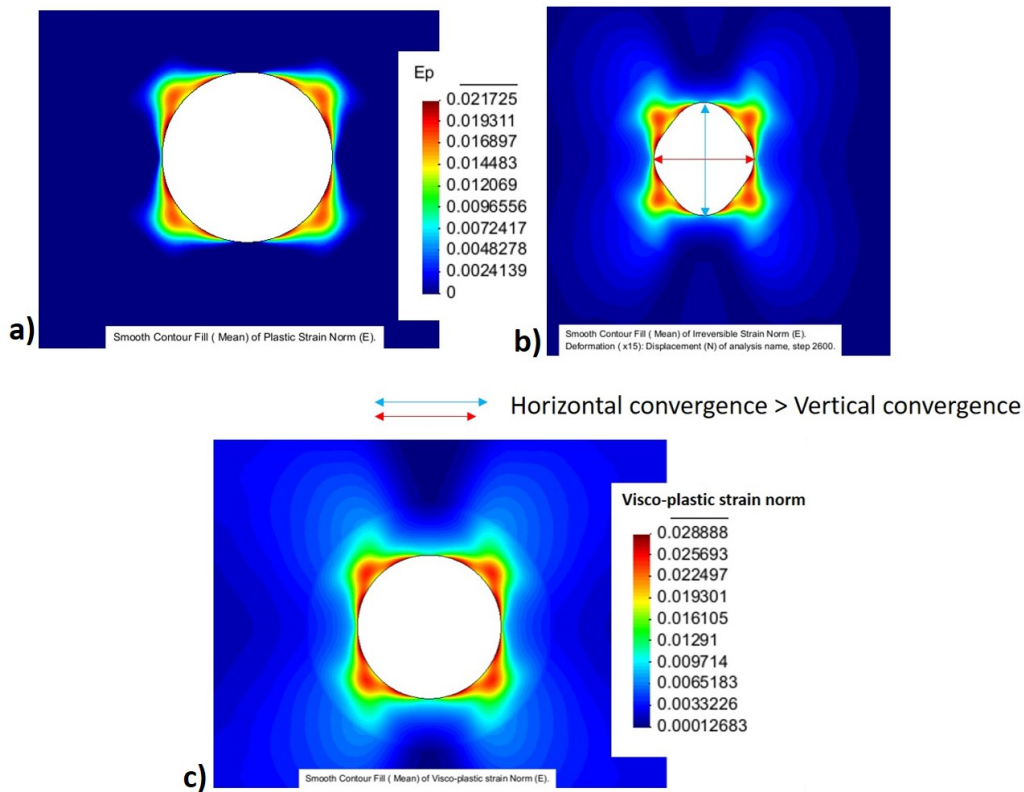 Ep
0.021725
0.019311
0.016897
0.014483
0.012069
0.0096556
0.0072417
0.0048278
0.0024139
0
a)
Smooth Contour Fill ( Mean) of Plastic Strain Norm (E).
b)
Smooth Contour Fill ( Mean) of Irreversible Strain Norm (E).
Deformation ( x15): Displacement (N) of analysis name, step 2600.
Horizontal convergence > Vertical convergence
Visco-plastic strain norm
0.028888
0.025693
0.022497
0.019301
0.016105
0.01291
0.009714
0.0065183
0.0033226
0.00012683
c)
Smooth Contour Fill ( Mean) of Visco-plastic strain Norm (E).